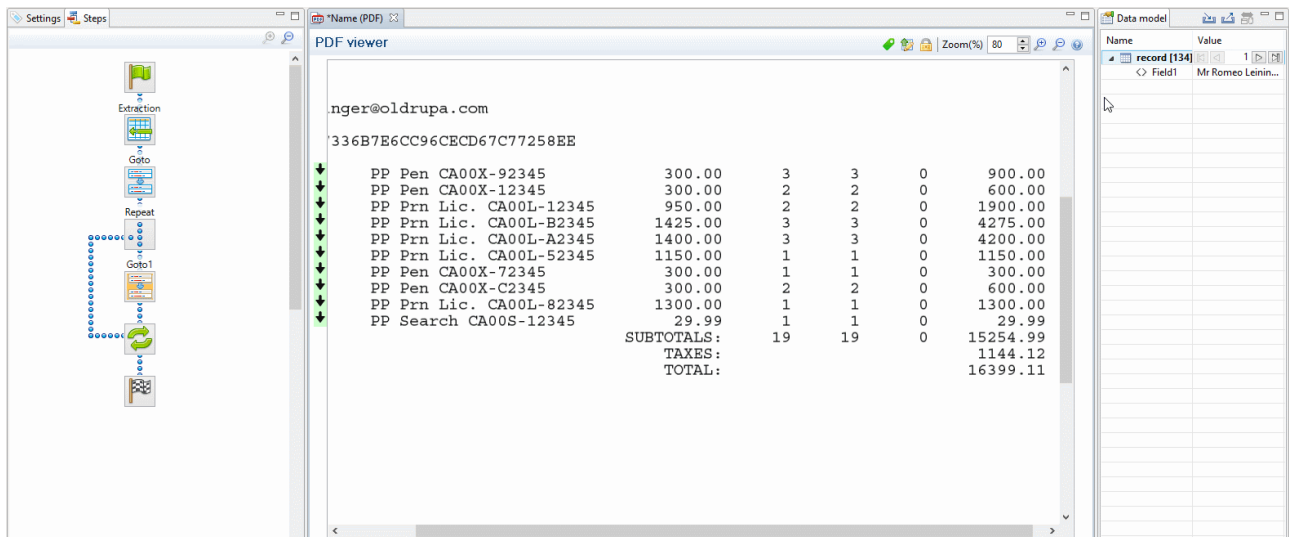 Settings Steps
Extraction
Goto
Repeat
Goto1
*Name (PDF)
PDF viewer Zoom(%) 80
nger@oldrupa.com
336B7E6CC96CECD67C77258EE
PP Pen CA00X-92345 300.00 3 3 0 900.00
PP Pen CA00X-12345 300.00 2 2 0 600.00
PP Prn Lic. CA00L-12345 950.00 2 2 0 1900.00
PP Prn Lic. CA00L-B2345 1425.00 3 3 0 4275.00
PP Prn Lic. CA00L-A2345 1400.00 3 3 0 4200.00
PP Prn Lic. CA00L-52345 1150.00 1 1 0 1150.00
PP Pen CA00X-72345 300.00 1 1 0 300.00
PP Pen CA00X-C2345 300.00 2 2 0 600.00
PP Prn Lic. CA00L-82345 1300.00 1 1 0 1300.00
PP Search CA00S-12345 29.99 1 1 0 29.99
SUBTOTALS: 19 19 0 15254.99
TAXES: 1144.12
TOTAL: 16399.11
Data model
Name Value
record [134] 1
Field1 Mr Romeo Leinin...